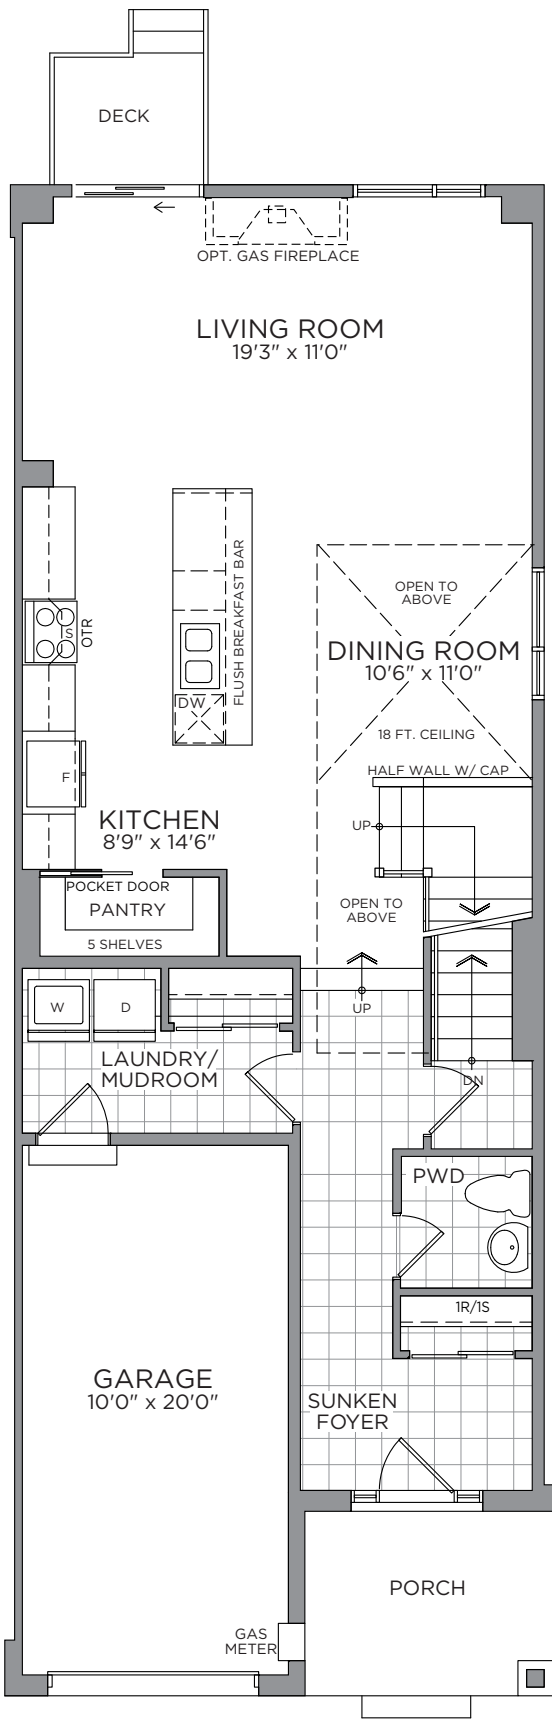 DECK
OPT. GAS FIREPLACE
LIVING ROOM
19'3" x 11'0"
FLUSH BREAKFAST BAR
OPEN TO
ABOVE
S
OTR
DINING ROOM
10'6" x 11'0"
DW
18 FT. CEILING
F
HALF WALL W/ CAP
KITCHEN
8'9" x 14'6"
UP
POCKET DOOR
PANTRY
5 SHELVES
OPEN TO
ABOVE
W
D
UP
LAUNDRY/
MUDROOM
DN
PWD
1R/1S
GARAGE
10'0" x 20'0"
SUNKEN
FOYER
PORCH
GAS
METER